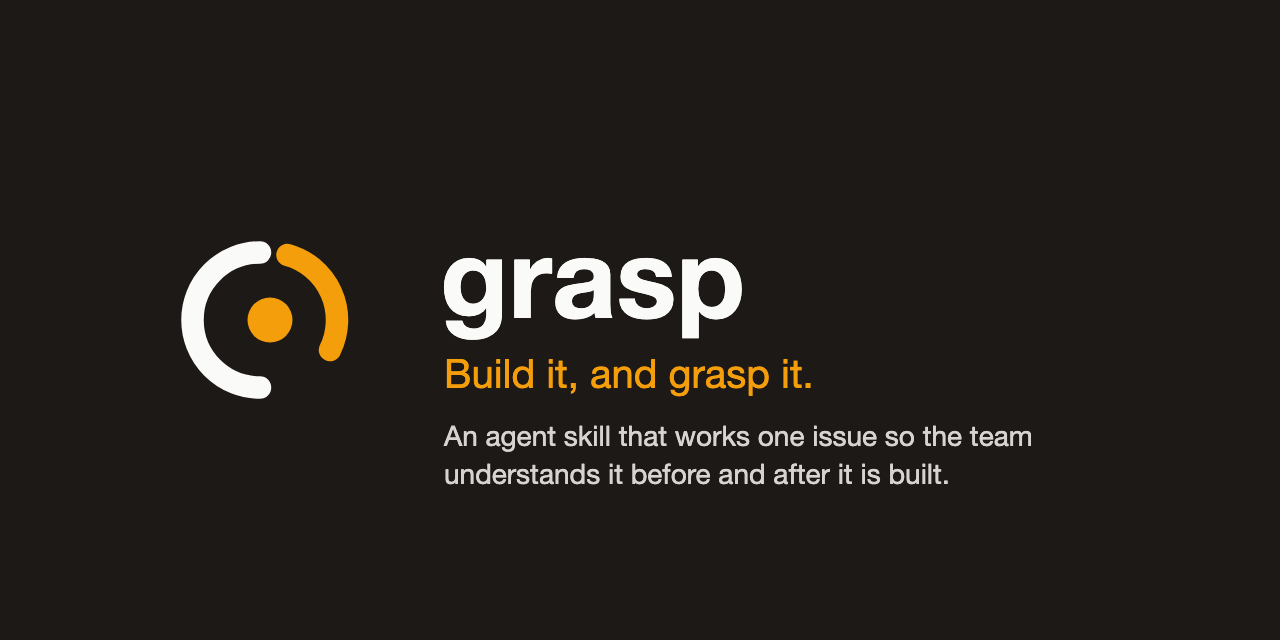 grasp
Build it, and grasp it.
An agent skill that works one issue so the team
understands it before and after it is built.